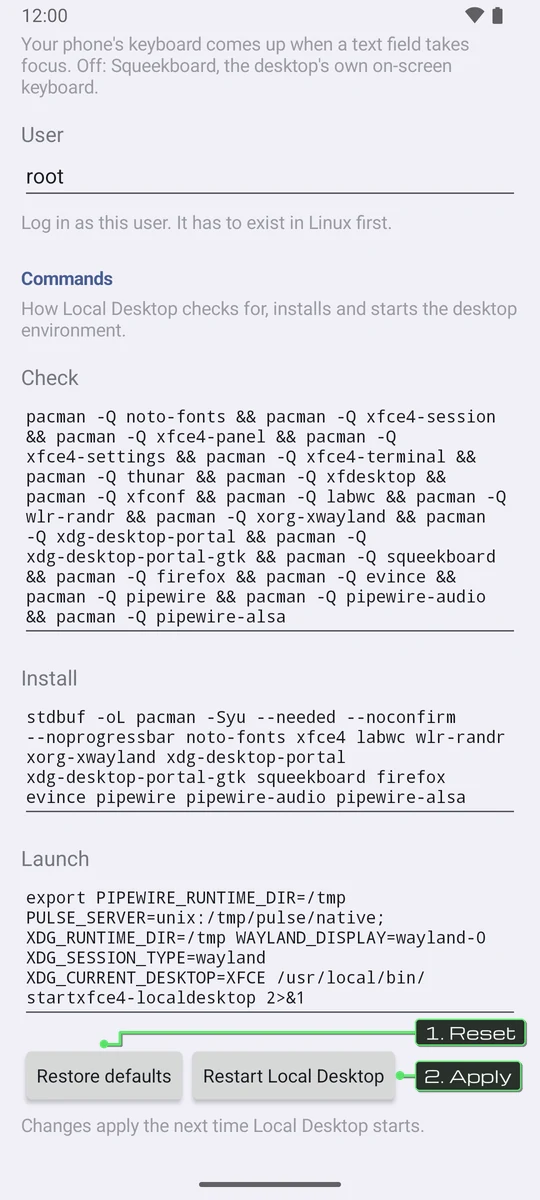 12:00
Your phone's keyboard comes up when a text field takes
focus. Off: Squeekboard, the desktop's own on-screen
keyboard.
User
root
Log in as this user. It has to exist in Linux first.
Commands
How Local Desktop checks for, installs and starts the desktop
environment.
Check
pacman -Q noto-fonts && pacman -Q xfce4-session
&& pacman -Q xfce4-panel && pacman -Q
xfce4-settings && pacman -Q xfce4-terminal &&
pacman -Q thunar && pacman -Q xfdesktop &&
pacman -Q xfconf && pacman -Q labwc && pacman -Q
wlr-randr && pacman -Q xorg-xwayland && pacman
-Q xdg-desktop-portal && pacman -Q
xdg-desktop-portal-gtk && pacman -Q squeekboard
&& pacman -Q firefox && pacman -Q evince &&
pacman -Q pipewire && pacman -Q pipewire-audio
&& pacman -Q pipewire-alsa
Install
stdbuf -oL pacman -Syu --needed --noconfirm
--noprogressbar noto-fonts xfce4 labwc wlr-randr
xorg-xwayland xdg-desktop-portal
xdg-desktop-portal-gtk squeekboard firefox
evince pipewire pipewire-audio pipewire-alsa
Launch
export PIPEWIRE_RUNTIME_DIR=/tmp
PULSE_SERVER=unix:/tmp/pulse/native;
XDG_RUNTIME_DIR=/tmp WAYLAND_DISPLAY=wayland-0
XDG_SESSION_TYPE=wayland
XDG_CURRENT_DESKTOP=XFCE /usr/local/bin/
startxfce4-localdesktop 2>&1
1. Reset
Restore defaults
Restart Local Desktop
2. Apply
Changes apply the next time Local Desktop starts.